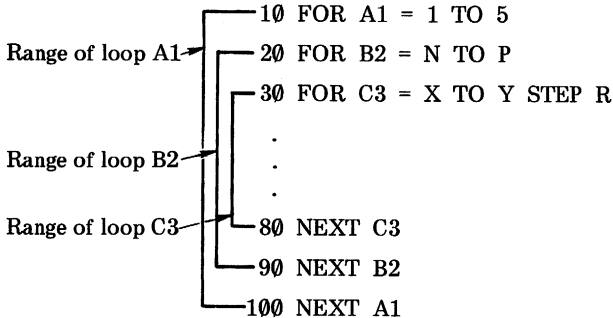 10 FOR A1 = 1 TO 5
Range of loop A1
20 FOR B2 = N TO P
30 FOR C3 = X TO Y STEP R
.
.
Range of loop B2
.
Range of loop C3
80 NEXT C3
90 NEXT B2
100 NEXT A1